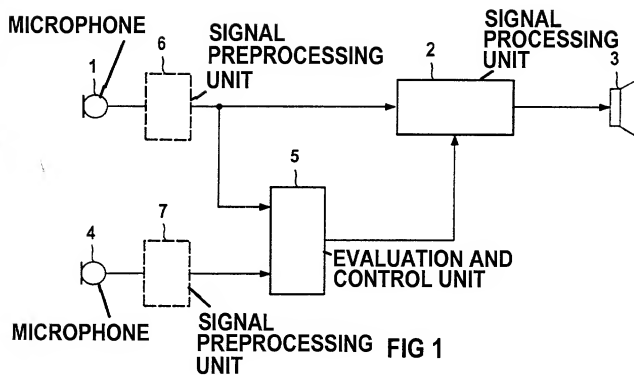 MICROPHONE
1
6
SIGNAL
PREPROCESSING
UNIT
2
SIGNAL
PROCESSING
UNIT
3
5
4
7
EVALUATION AND
CONTROL UNIT
MICROPHONE
SIGNAL
PREPROCESSING
UNIT
FIG 1